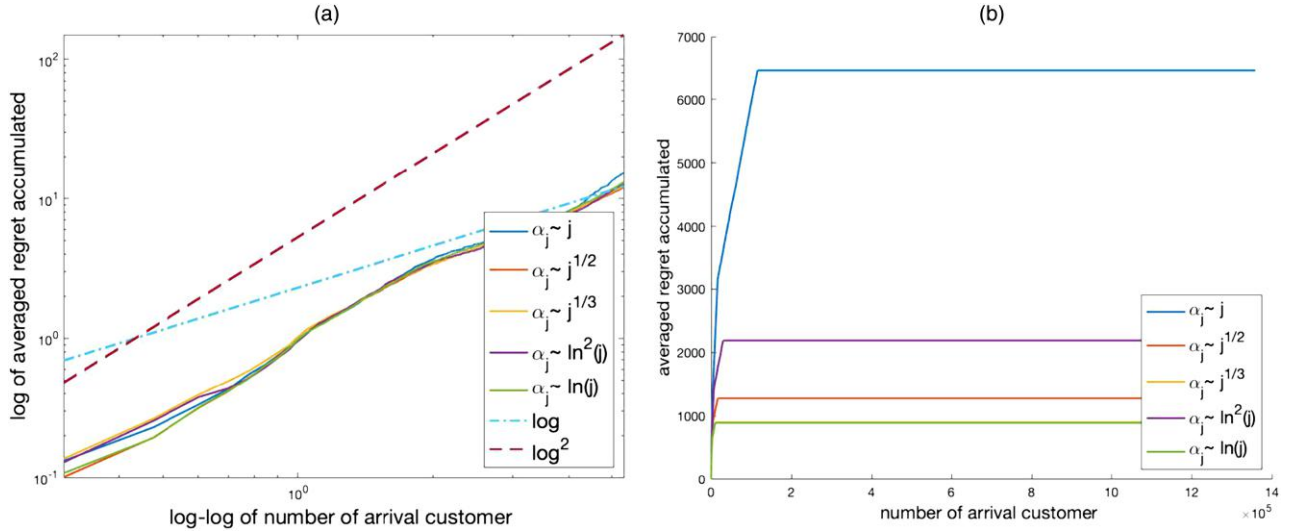 (a)
log of averaged regret accumulated
10^2
10^1
10^0
10^-1
10^0
log-log of number of arrival customer
α_j ~ j
α_j ~ j^1/2
α_j ~ j^1/3
α_j ~ ln^2(j)
α_j ~ ln(j)
log
log^2
(b)
averaged regret accumulated
7000
6000
5000
4000
3000
2000
1000
0
0 2 4 6 8 10 12 14
×10^5
number of arrival customer
α_j ~ j
α_j ~ j^1/2
α_j ~ j^1/3
α_j ~ ln^2(j)
α_j ~ ln(j)